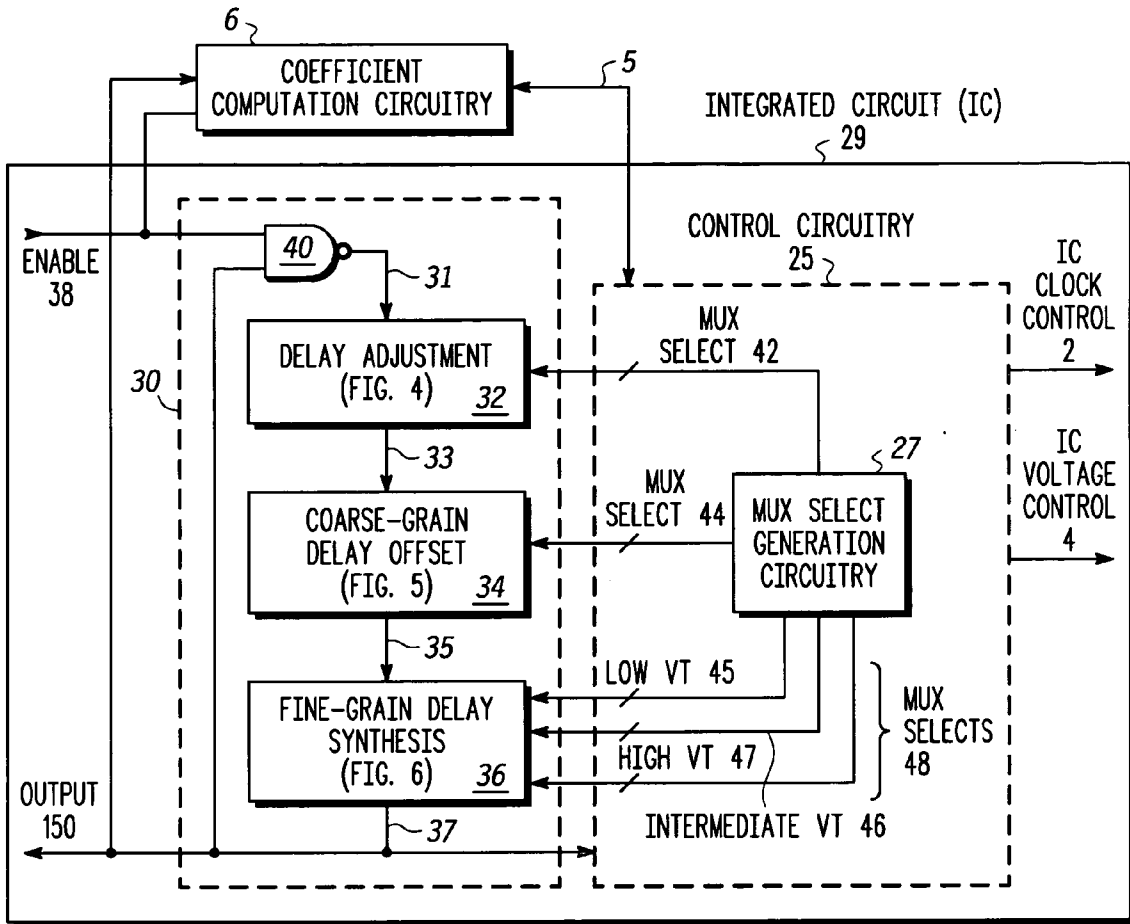 6
COEFFICIENT
COMPUTATION CIRCUITRY
5
INTEGRATED CIRCUIT (IC)
29
ENABLE
38
40
31
CONTROL CIRCUITRY
25
IC
CLOCK
CONTROL
2
30
DELAY ADJUSTMENT
(FIG. 4)
32
MUX
SELECT 42
33
IC
VOLTAGE
CONTROL
4
COARSE-GRAIN
DELAY OFFSET
(FIG. 5)
34
MUX
SELECT 44
27
MUX SELECT
GENERATION
CIRCUITRY
35
FINE-GRAIN DELAY
SYNTHESIS
(FIG. 6)
36
LOW VT 45
HIGH VT 47
INTERMEDIATE VT 46
MUX
SELECTS
48
OUTPUT
150
37